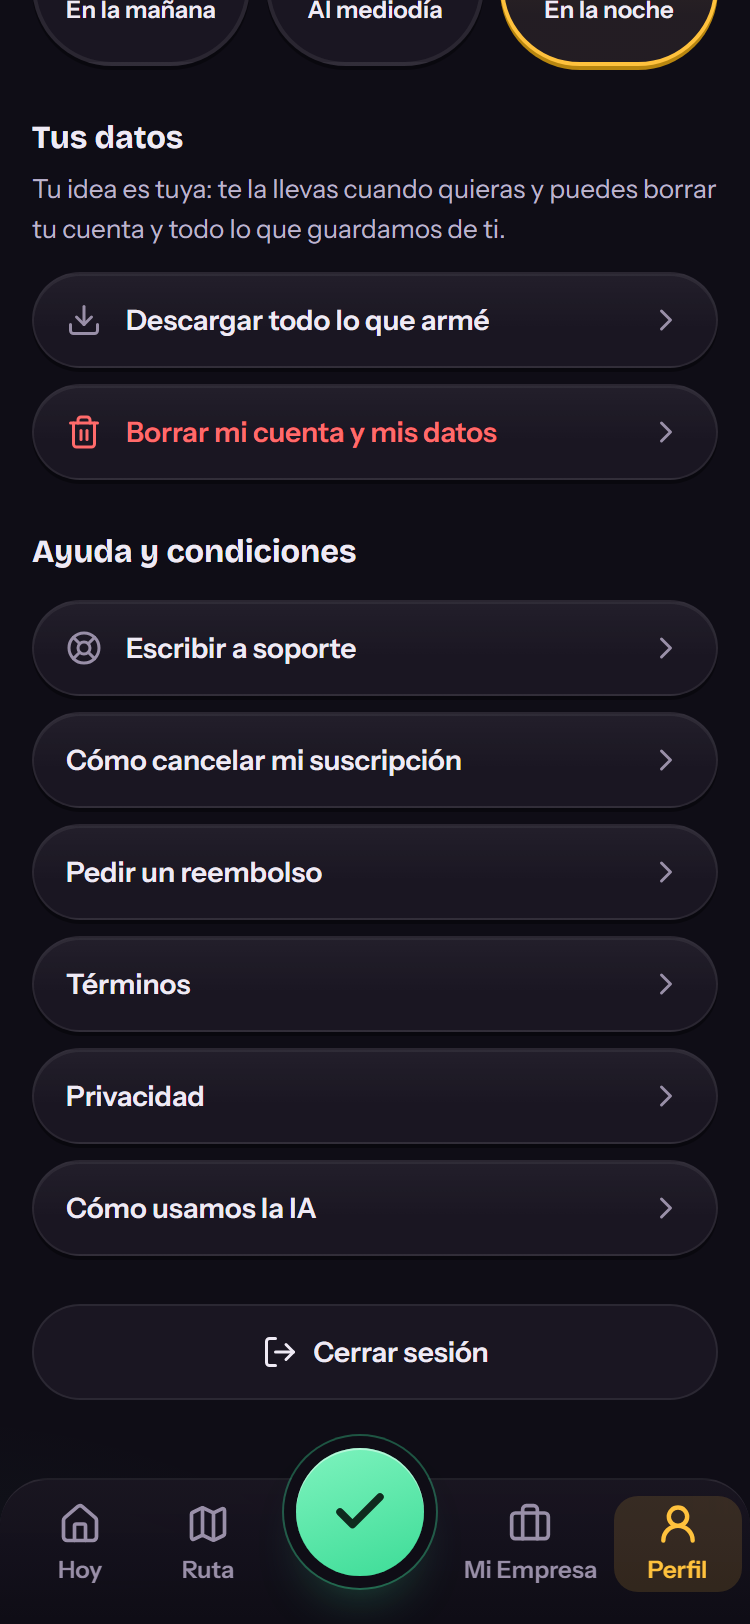 En la mañana
Al mediodía
En la noche
Tus datos
Tu idea es tuya: te la llevas cuando quieras y puedes borrar
tu cuenta y todo lo que guardamos de ti.
Descargar todo lo que armé
Borrar mi cuenta y mis datos
Ayuda y condiciones
Escribir a soporte
Cómo cancelar mi suscripción
Pedir un reembolso
Términos
Privacidad
Cómo usamos la IA
Cerrar sesión
Hoy
Ruta
Mi Empresa
Perfil